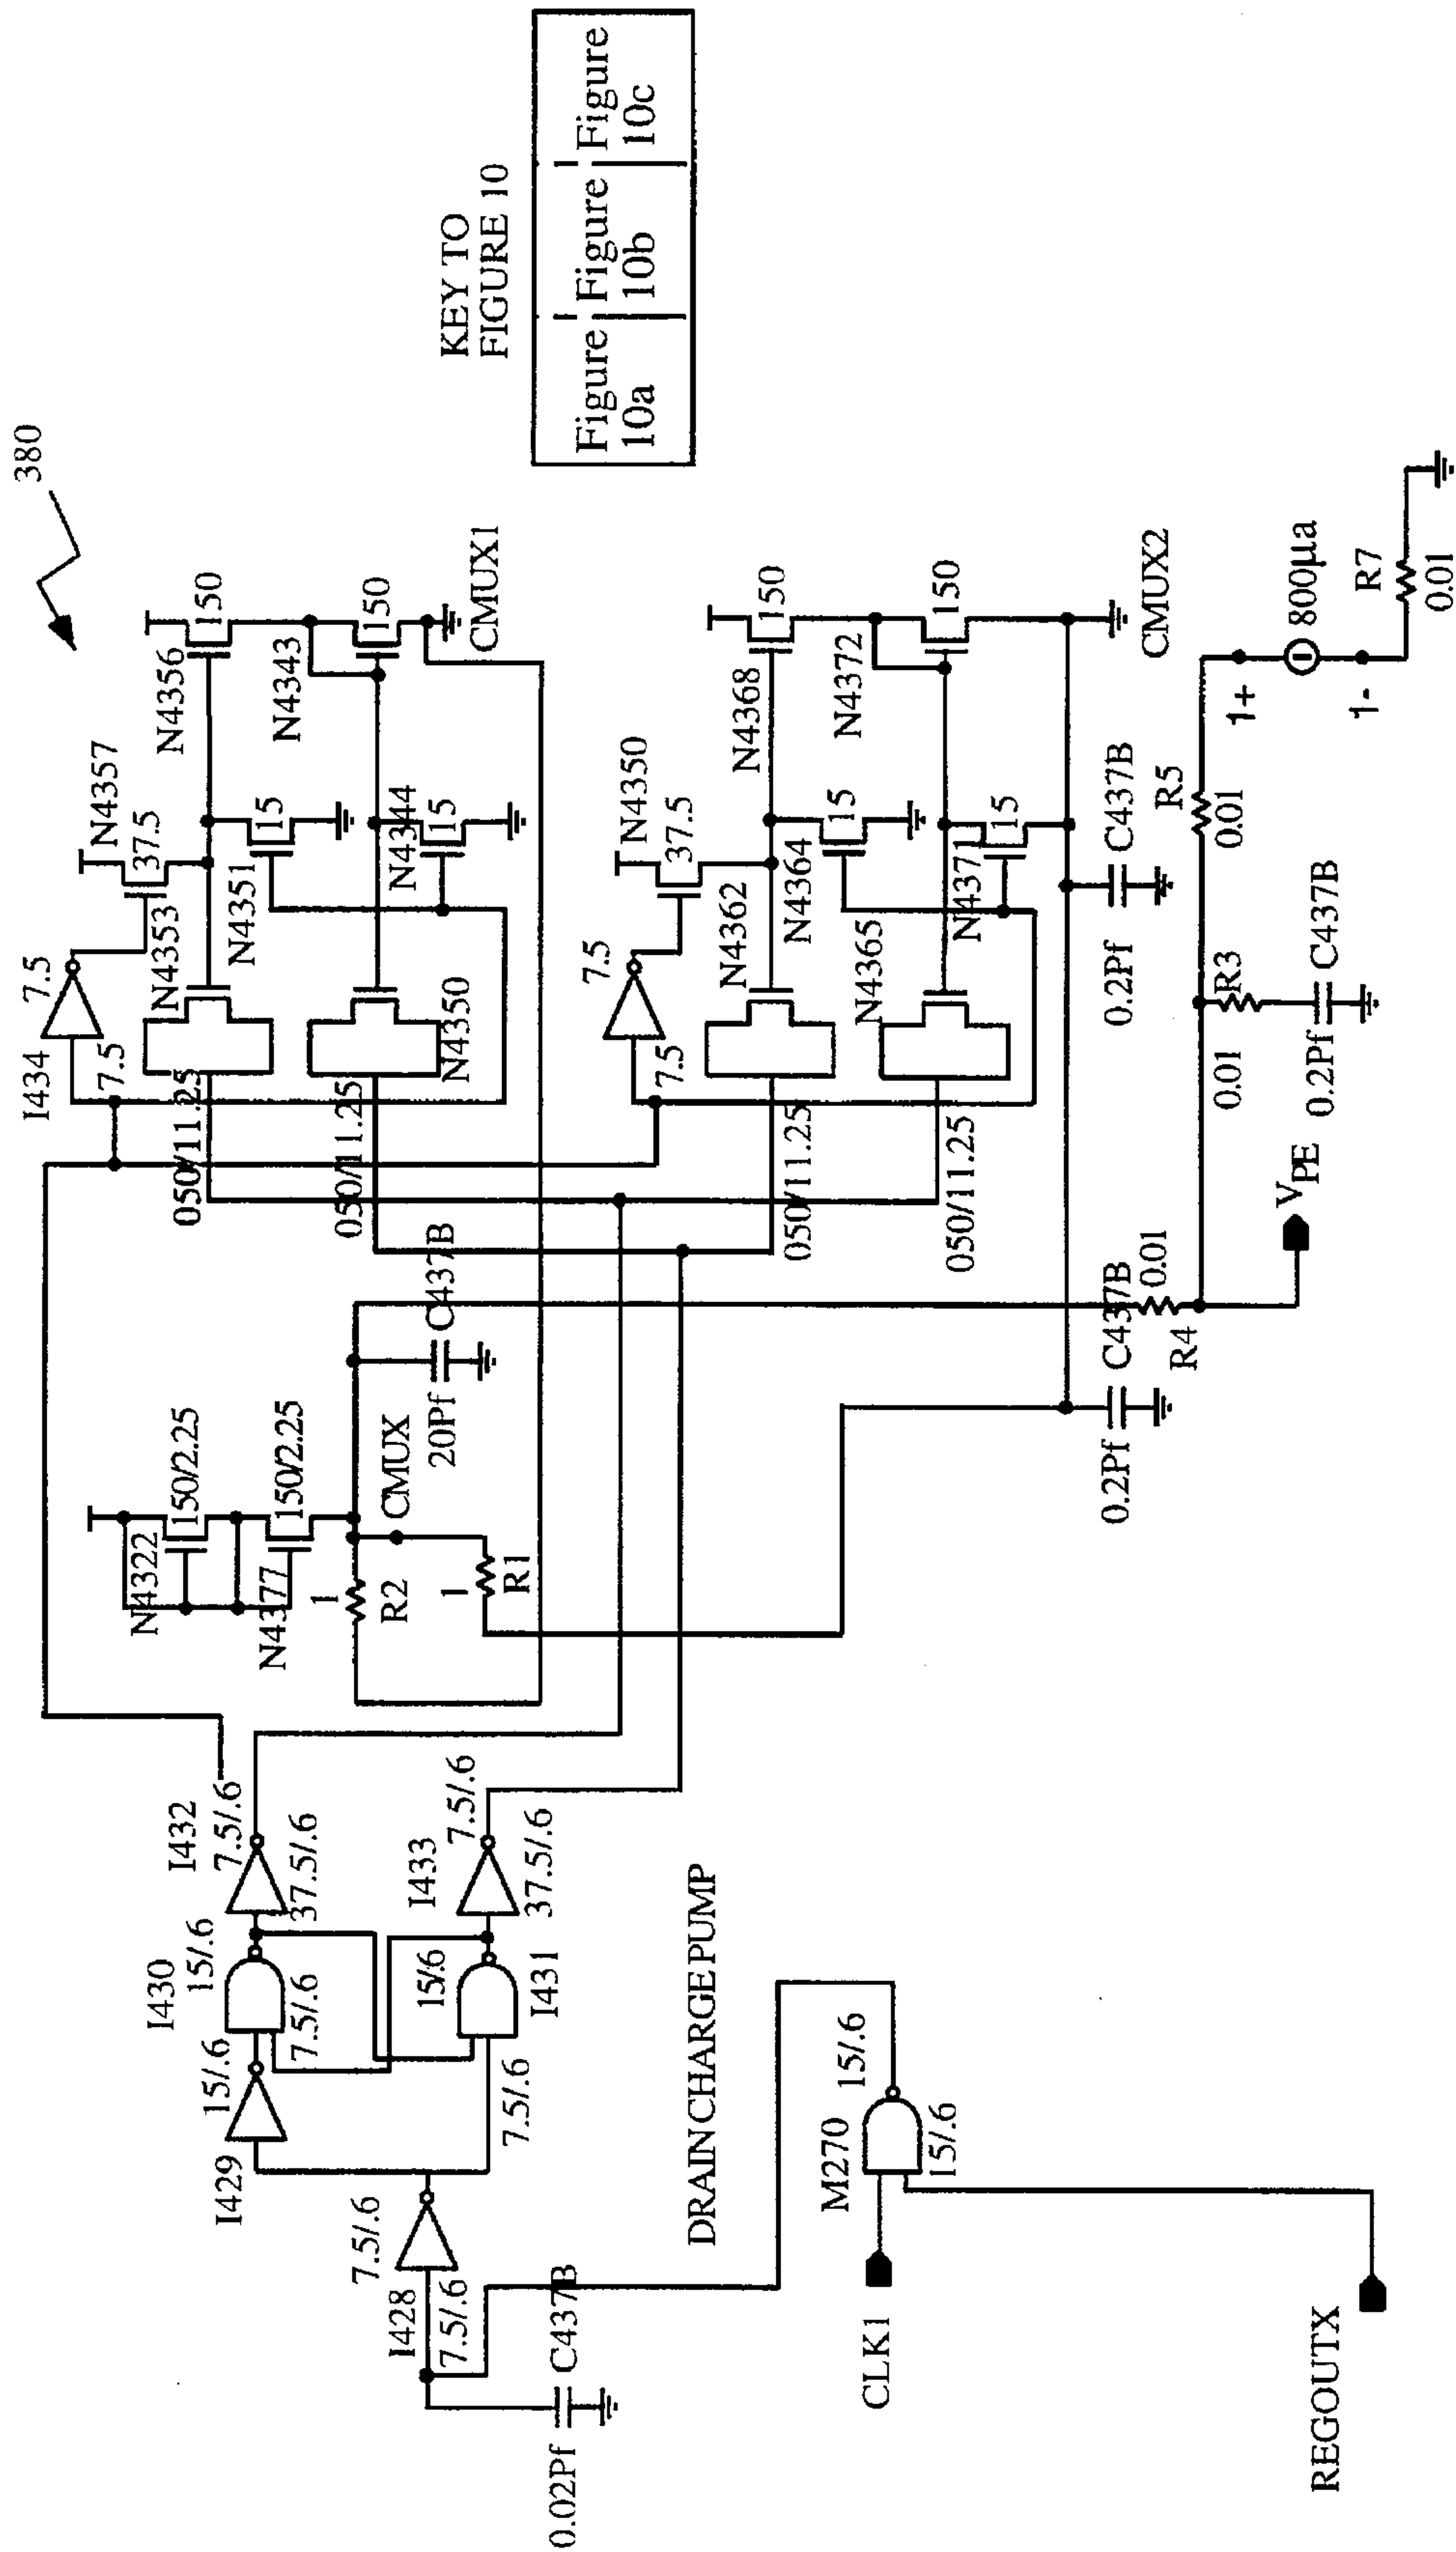 380
KEY TO
FIGURE 10
Figure
10a
Figure
10b
Figure
10c
I434
7.5
7.5
N4357
37.5
N4353
050/11.25
N4356
150
N4351
15
N4343
150
N4344
15
N4350
050/11.25
CMUX1
7.5
7.5
N4350
37.5
N4362
050/11.25
N4368
150
N4364
15
N4372
150
N4365
N4371
15
050/11.25
CMUX2
N4322
150/2.25
N4377
150/2.25
1
R2
CMUX
1
R1
20Pf
C437B
0.2Pf
C437B
0.2Pf
C437B
R4
0.01
VPE
R3
0.01
0.2Pf
C437B
R5
0.01
1+
800µa
1-
R7
0.01
I432
7.5/.6
37.5/.6
I430
15/.6
7.5/.6
I429
15/.6
I433
7.5/.6
37.5/.6
15/.6
I431
7.5/.6
I428
7.5/.6
7.5/.6
0.02Pf
C437B
DRAIN CHARGE PUMP
M270
15/.6
15/.6
CLK1
REGOUTX